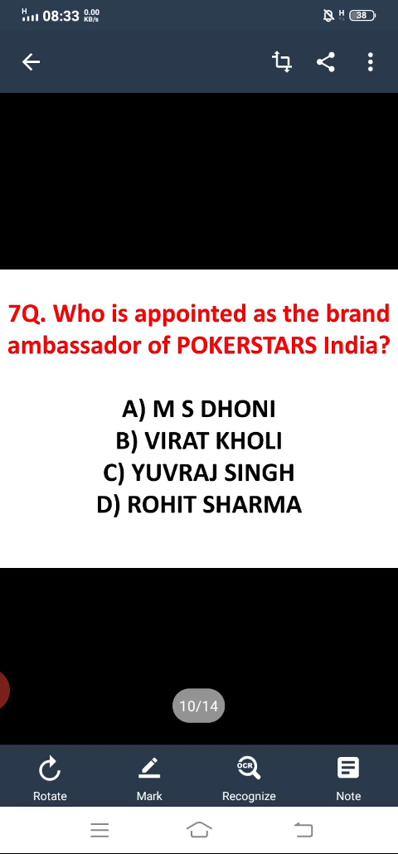 H 08:33 0.00 KB/s H 38
7Q. Who is appointed as the brand
ambassador of POKERSTARS India?
A) M S DHONI
B) VIRAT KHOLI
C) YUVRAJ SINGH
D) ROHIT SHARMA
10/14
OCR
Rotate Mark Recognize Note